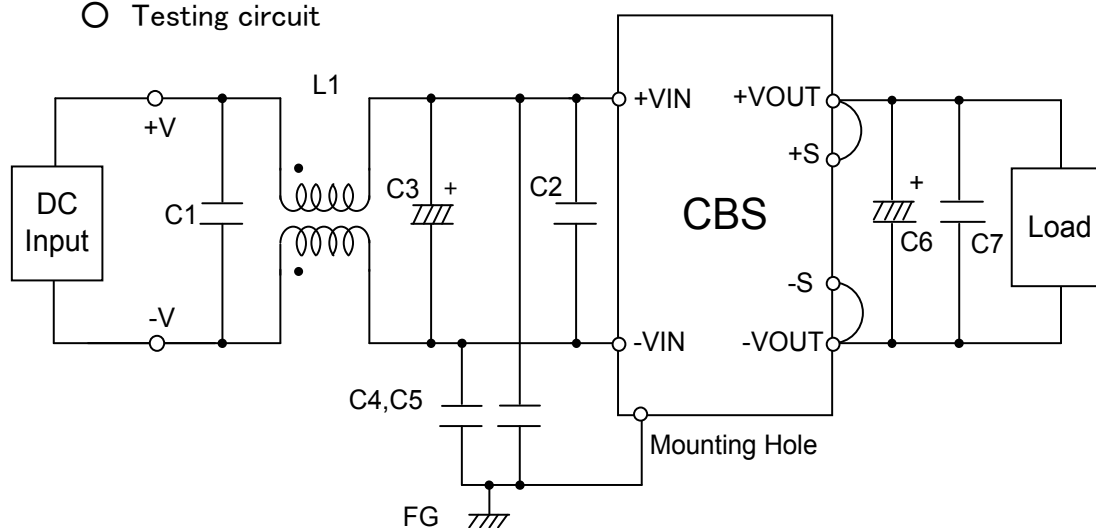 Testing circuit
L1
+V
+VIN
+VOUT
+S
DC
Input
C1
C3
+
C2
CBS
+
C6
C7
Load
-S
-V
-VIN
-VOUT
C4,C5
Mounting Hole
FG